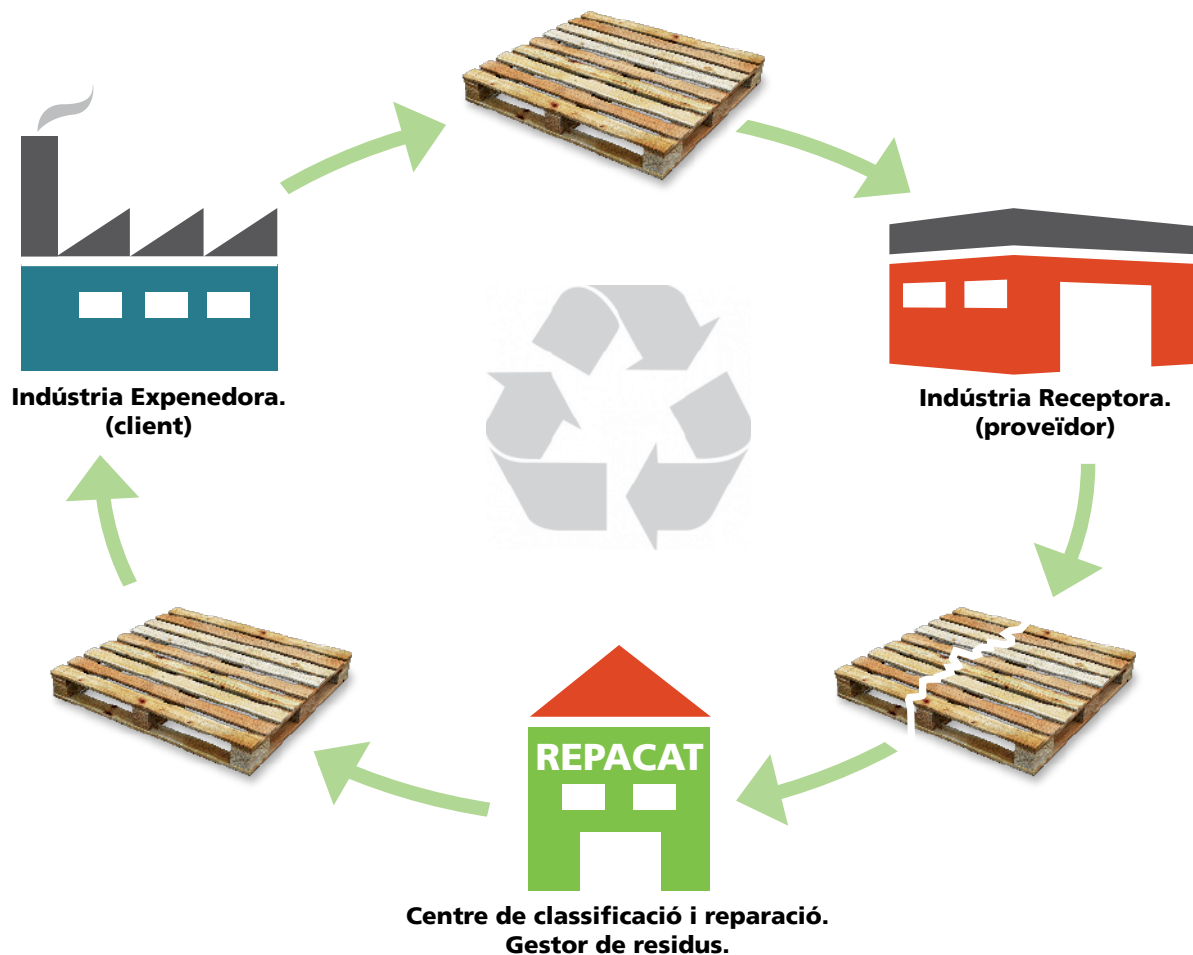 Indústria Expenedora.
(client)
Indústria Receptora.
(proveïdor)
REPACAT
Centre de classificació i reparació.
Gestor de residus.